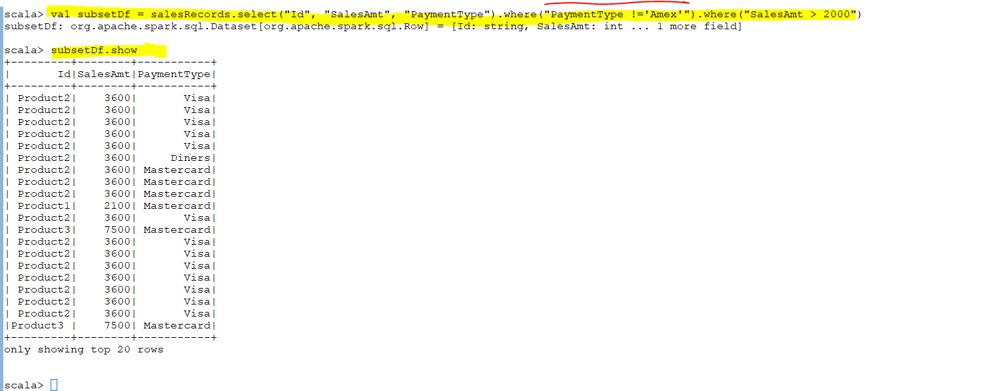 scala> val subsetDf = salesRecords.select("Id", "SalesAmt", "PaymentType").where("PaymentType !='Amex'").where("SalesAmt > 2000")
subsetDf: org.apache.spark.sql.Dataset[org.apache.spark.sql.Row] = [Id: string, SalesAmt: int ... 1 more field]
scala> subsetDf.show
+---------+--------+-----------+
|       Id|SalesAmt|PaymentType|
+---------+--------+-----------+
| Product2|    3600|       Visa|
| Product2|    3600|       Visa|
| Product2|    3600|       Visa|
| Product2|    3600|       Visa|
| Product2|    3600|       Visa|
| Product2|    3600|     Diners|
| Product2|    3600| Mastercard|
| Product2|    3600| Mastercard|
| Product2|    3600| Mastercard|
| Product1|    2100| Mastercard|
| Product2|    3600|       Visa|
| Product3|    7500| Mastercard|
| Product2|    3600|       Visa|
| Product2|    3600|       Visa|
| Product2|    3600|       Visa|
| Product2|    3600|       Visa|
| Product2|    3600|       Visa|
| Product2|    3600|       Visa|
| Product2|    3600|       Visa|
|Product3 |    7500| Mastercard|
+---------+--------+-----------+
only showing top 20 rows
scala>